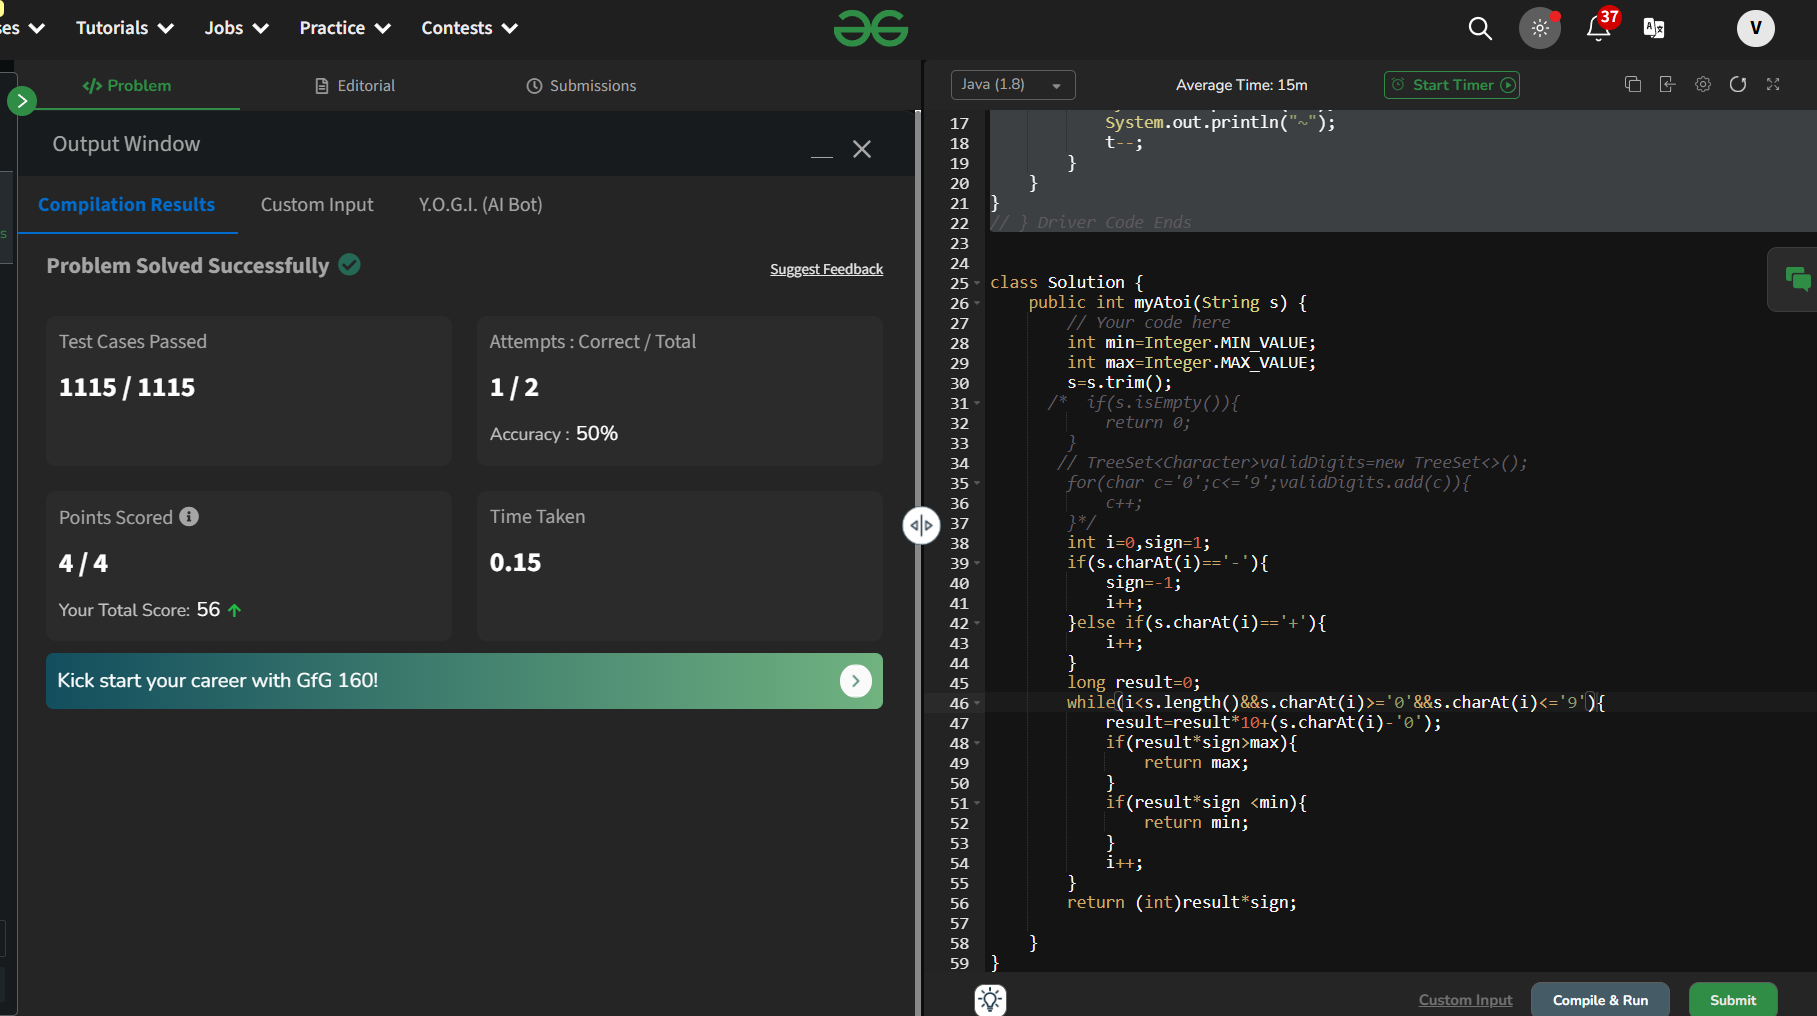 es Tutorials Jobs Practice Contests 37 V
</> Problem Editorial Submissions
Java (1.8) Average Time: 15m Start Timer
Output Window
Compilation Results Custom Input Y.O.G.I. (AI Bot)
Problem Solved Successfully
Suggest Feedback
Test Cases Passed
1115 / 1115
Attempts : Correct / Total
1 / 2
Accuracy : 50%
Points Scored
4 / 4
Your Total Score: 56
Time Taken
0.15
Kick start your career with GfG 160!
s
17 System.out.println("~");
18 t--;
19 }
20 }
21 }
22 // } Driver Code Ends
23
24
25 class Solution {
26 public int myAtoi(String s) {
27 // Your code here
28 int min=Integer.MIN_VALUE;
29 int max=Integer.MAX_VALUE;
30 s=s.trim();
31 /* if(s.isEmpty()){
32 return 0;
33 }
34 // TreeSet<Character>validDigits=new TreeSet<>();
35 for(char c='0';c<='9';validDigits.add(c)){
36 c++;
37 }*/
38 int i=0,sign=1;
39 if(s.charAt(i)=='-'){
40 sign=-1;
41 i++;
42 }else if(s.charAt(i)=='+'){
43 i++;
44 }
45 long result=0;
46 while(i<s.length()&&s.charAt(i)>='0'&&s.charAt(i)<='9'){
47 result=result*10+(s.charAt(i)-'0');
48 if(result*sign>max){
49 return max;
50 }
51 if(result*sign <min){
52 return min;
53 }
54 i++;
55 }
56 return (int)result*sign;
57
58 }
59 }
Custom Input Compile & Run Submit